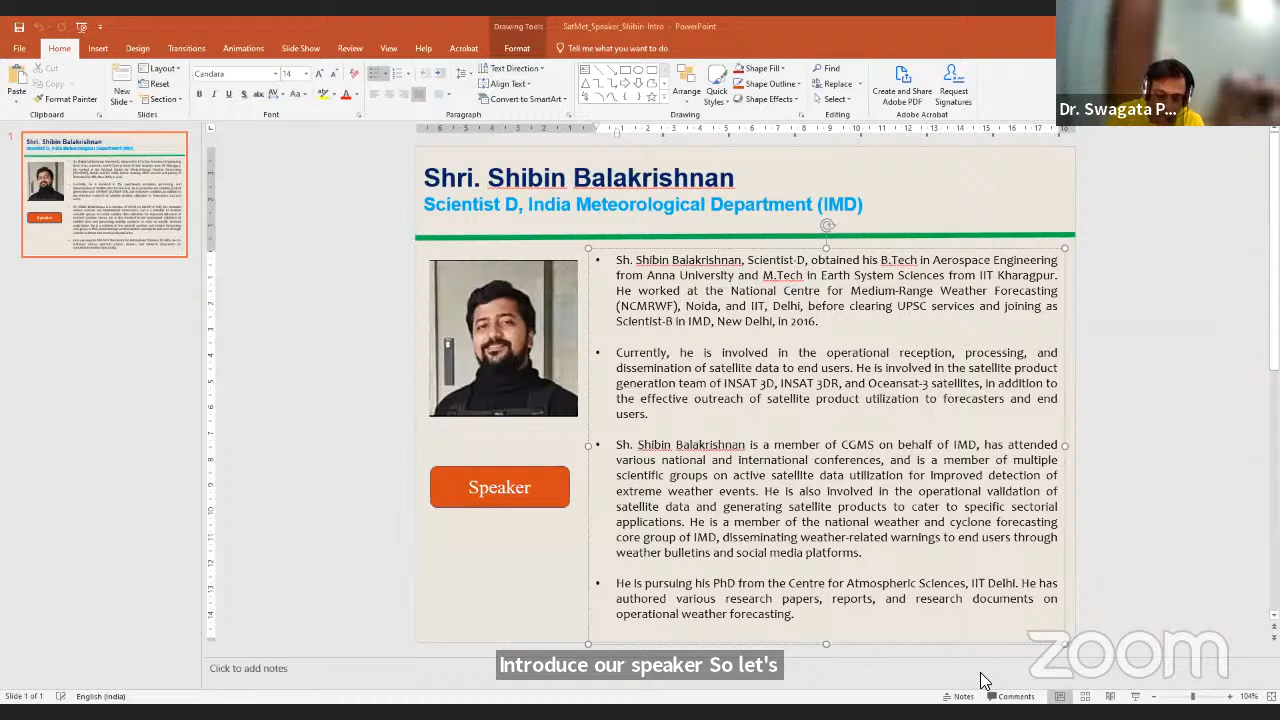 Drawing Tools
SatMet_Speaker_Shibin-Intro - PowerPoint
File Home Insert Design Transitions Animations Slide Show Review View Help Acrobat Format Tell me what you want to do
Paste
Cut
Copy
Format Painter
Clipboard
New Slide
Layout
Reset
Section
Slides
Candara 14
Font
Text Direction
Align Text
Convert to SmartArt
Paragraph
Arrange
Quick Styles
Shape Fill
Shape Outline
Shape Effects
Drawing
Find
Replace
Select
Editing
Create and Share Adobe PDF
Request Signatures
Adobe Acrobat
Dr. Swagata P...
1
Shri. Shibin Balakrishnan
Scientist D, India Meteorological Department (IMD)
Speaker
Shri. Shibin Balakrishnan
Scientist D, India Meteorological Department (IMD)
• Sh. Shibin Balakrishnan, Scientist-D, obtained his B.Tech in Aerospace Engineering
from Anna University and M.Tech in Earth System Sciences from IIT Kharagpur.
He worked at the National Centre for Medium-Range Weather Forecasting
(NCMRWF), Noida, and IIT, Delhi, before clearing UPSC services and joining as
Scientist-B in IMD, New Delhi, in 2016.
• Currently, he is involved in the operational reception, processing, and
dissemination of satellite data to end users. He is involved in the satellite product
generation team of INSAT 3D, INSAT 3DR, and Oceansat-3 satellites, in addition to
the effective outreach of satellite product utilization to forecasters and end
users.
• Sh. Shibin Balakrishnan is a member of CGMS on behalf of IMD, has attended
various national and international conferences, and is a member of multiple
scientific groups on active satellite data utilization for improved detection of
extreme weather events. He is also involved in the operational validation of
satellite data and generating satellite products to cater to specific sectorial
applications. He is a member of the national weather and cyclone forecasting
core group of IMD, disseminating weather-related warnings to end users through
weather bulletins and social media platforms.
• He is pursuing his PhD from the Centre for Atmospheric Sciences, IIT Delhi. He has
authored various research papers, reports, and research documents on
operational weather forecasting.
Speaker
Click to add notes
Introduce our speaker So let's
zoom
Slide 1 of 1 English (India) Notes Comments 104%